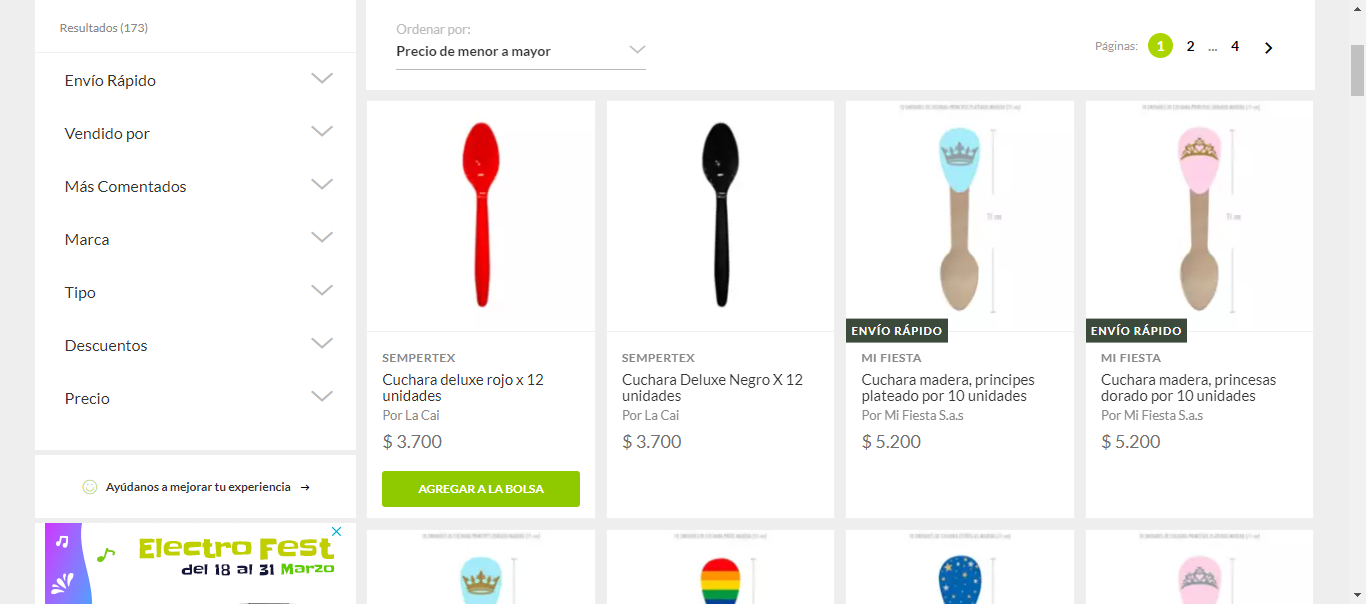 Resultados (173)
Envío Rápido
Vendido por
Más Comentados
Marca
Tipo
Descuentos
Precio
Ayúdanos a mejorar tu experiencia →
Electro Fest
del 18 al 31 Marzo
Ordenar por:
Precio de menor a mayor
Páginas: 1 2 ... 4
SEMPERTEX
Cuchara deluxe rojo x 12
unidades
Por La Cai
$ 3.700
AGREGAR A LA BOLSA
SEMPERTEX
Cuchara Deluxe Negro X 12
unidades
Por La Cai
$ 3.700
11 cm
ENVÍO RÁPIDO
MI FIESTA
Cuchara madera, principes
plateado por 10 unidades
Por Mi Fiesta S.a.s
$ 5.200
11 cm
ENVÍO RÁPIDO
MI FIESTA
Cuchara madera, princesas
dorado por 10 unidades
Por Mi Fiesta S.a.s
$ 5.200